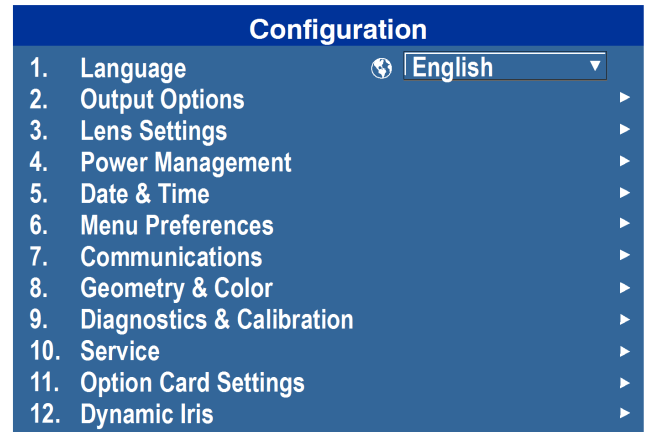 Configuration
1. Language English
2. Output Options
3. Lens Settings
4. Power Management
5. Date & Time
6. Menu Preferences
7. Communications
8. Geometry & Color
9. Diagnostics & Calibration
10. Service
11. Option Card Settings
12. Dynamic Iris